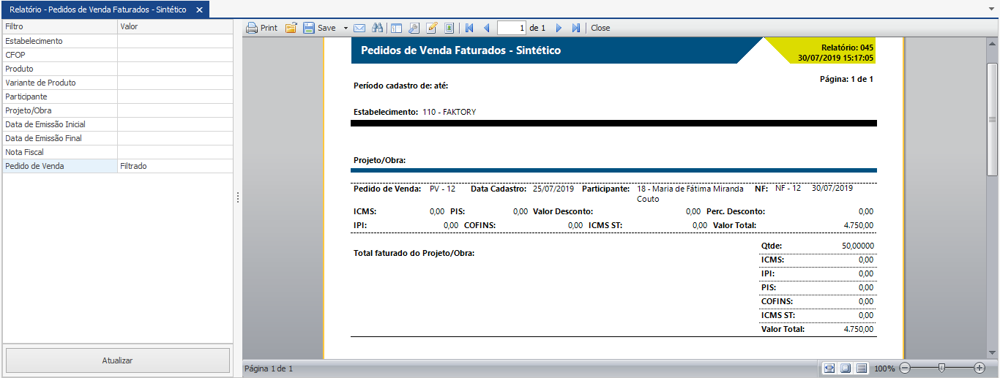 Relatório - Pedidos de Venda Faturados - Sintético
Filtro Valor
Estabelecimento
CFOP
Produto
Variante de Produto
Participante
Projeto/Obra
Data de Emissão Inicial
Data de Emissão Final
Nota Fiscal
Pedido de Venda Filtrado
Atualizar
Print Save 1 de 1 Close
Pedidos de Venda Faturados - Sintético
Relatório: 045
30/07/2019 15:17:05
Página: 1 de 1
Período cadastro de: até:
Estabelecimento: 110 - FAKTORY
Projeto/Obra:
Pedido de Venda: PV - 12 Data Cadastro: 25/07/2019 Participante: 18 - Maria de Fátima Miranda NF: NF - 12 30/07/2019
Couto
ICMS: 0,00 PIS: 0,00 Valor Desconto: 0,00 Perc. Desconto: 0,00
IPI: 0,00 COFINS: 0,00 ICMS ST: 0,00 Valor Total: 4.750,00
Total faturado do Projeto/Obra:
Qtde: 50,00000
ICMS: 0,00
IPI: 0,00
PIS: 0,00
COFINS: 0,00
ICMS ST: 0,00
Valor Total: 4.750,00
Página 1 de 1 100%